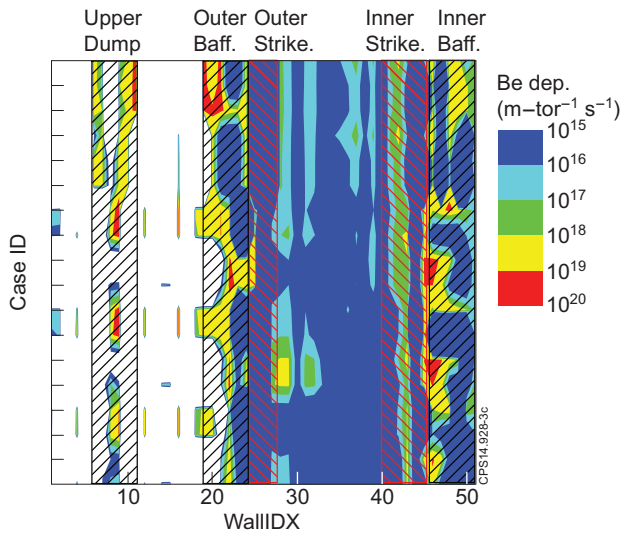 Upper Outer Outer Inner Inner
Dump Baff. Strike. Strike. Baff.
Be dep.
(m–tor⁻¹ s⁻¹)
10¹⁵
10¹⁶
10¹⁷
10¹⁸
10¹⁹
10²⁰
Case ID
CPS14.928-3c
10 20 30 40 50
WallIDX